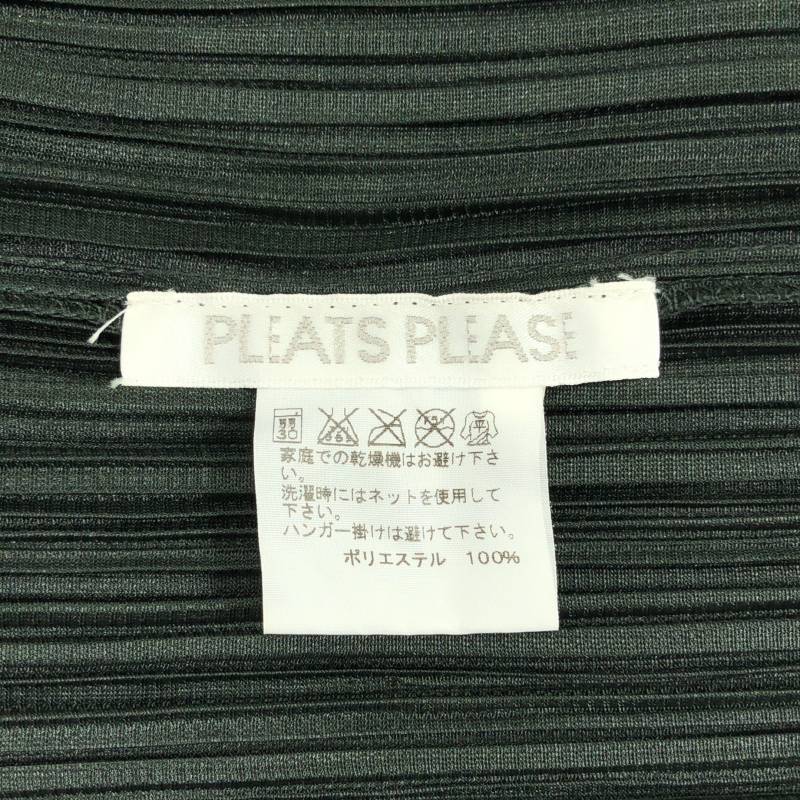 PLEATS PLEASE
家庭での乾燥機はお避け下さ
い。
洗濯時にはネットを使用して
下さい。
ハンガー掛けは避けて下さい。
ポリエステル 100%